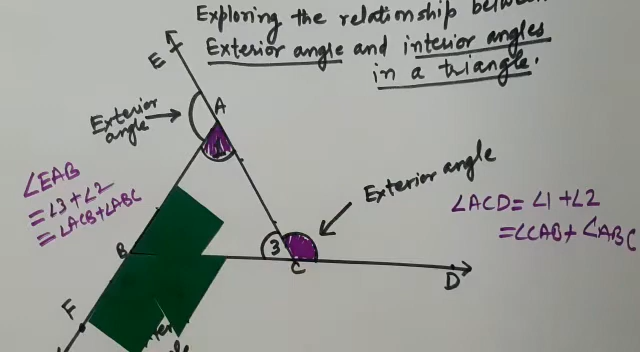 Exploring the relationship
Exterior angle and interior angles
in a triangle.
E
A
Exterior
angle
1
Exterior angle
∠EAB
= ∠3 + ∠2
= ∠ACB + ∠ABC
∠ACD = ∠1 + ∠2
= ∠CAB + ∠ABC
B
3
C
D
F